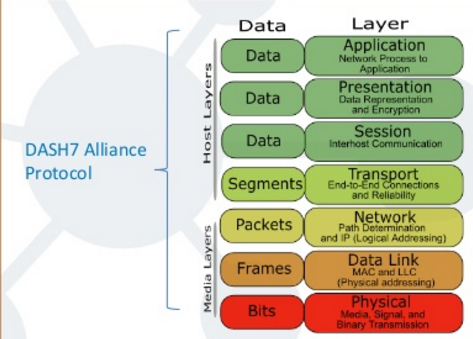 Data Layer
DASH7 Alliance
Protocol
Host Layers
Media Layers
Data Application
Network Process to
Application
Data Presentation
Data Representation
and Encryption
Data Session
Interhost Communication
Segments Transport
End-to-End Connections
and Reliability
Packets Network
Path Determination
and IP (Logical Addressing)
Frames Data Link
MAC and LLC
(Physical addressing)
Bits Physical
Media, Signal, and
Binary Transmission